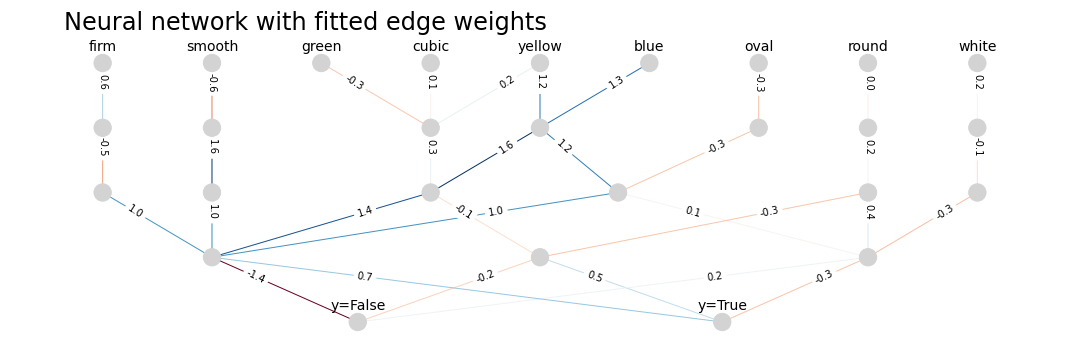 Neural network with fitted edge weights
firm smooth green cubic yellow blue oval round white
0.6 -0.6 -0.3 0.1 0.2 1.2 1.3 -0.3 0.0 0.2
-0.5 1.6 0.3 1.6 1.2 -0.3 0.2 -0.1
1.0 1.0 1.4 -0.1 1.0 0.1 -0.3 0.4 -0.3
-1.4 0.7 -0.2 0.5 0.2 -0.3
y=False y=True